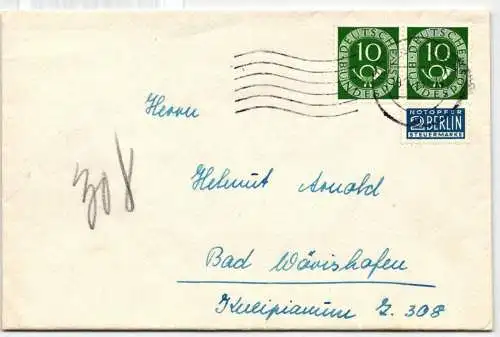 10 DEUTSCHE BUNDESPOST
10 DEUTSCHE BUNDESPOST
NOTOPFER
2 BERLIN
STEUERMARKE
Herrn
308
Helmut Arnold
Bad Wörishofen
Kneipianum Z. 308